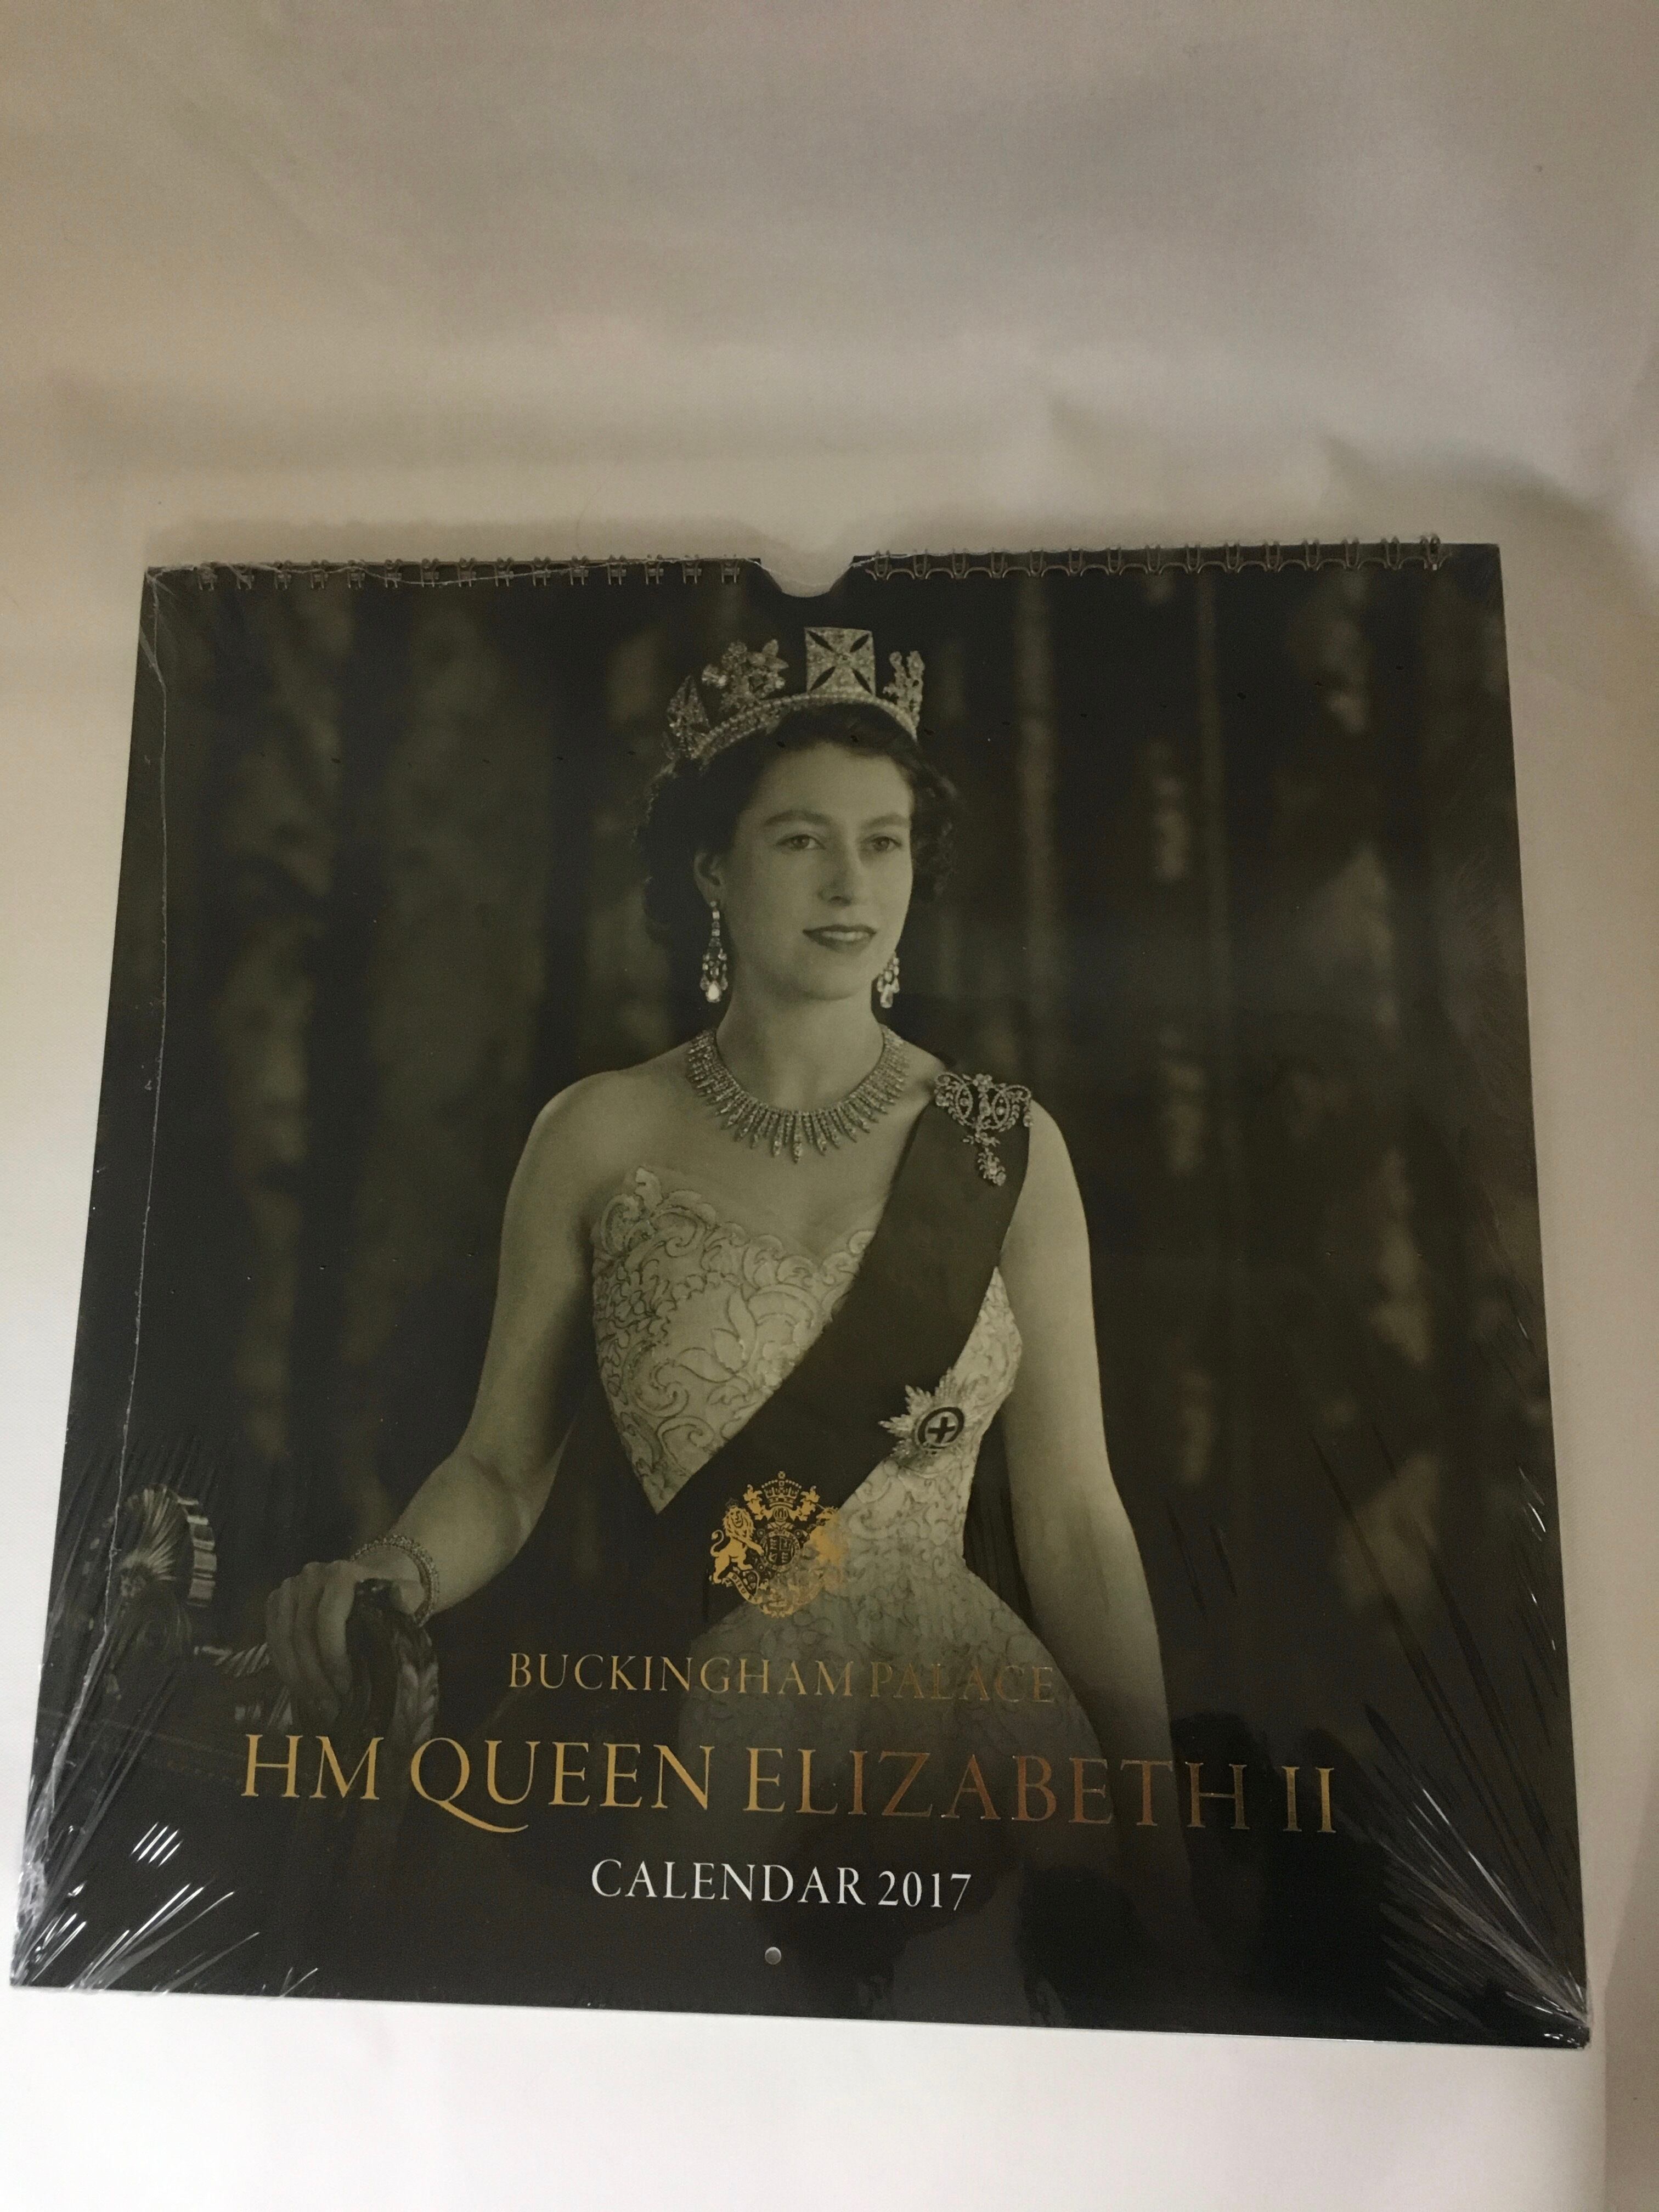 BUCKINGHAM PALACE
HM QUEEN ELIZABETH II
CALENDAR 2017